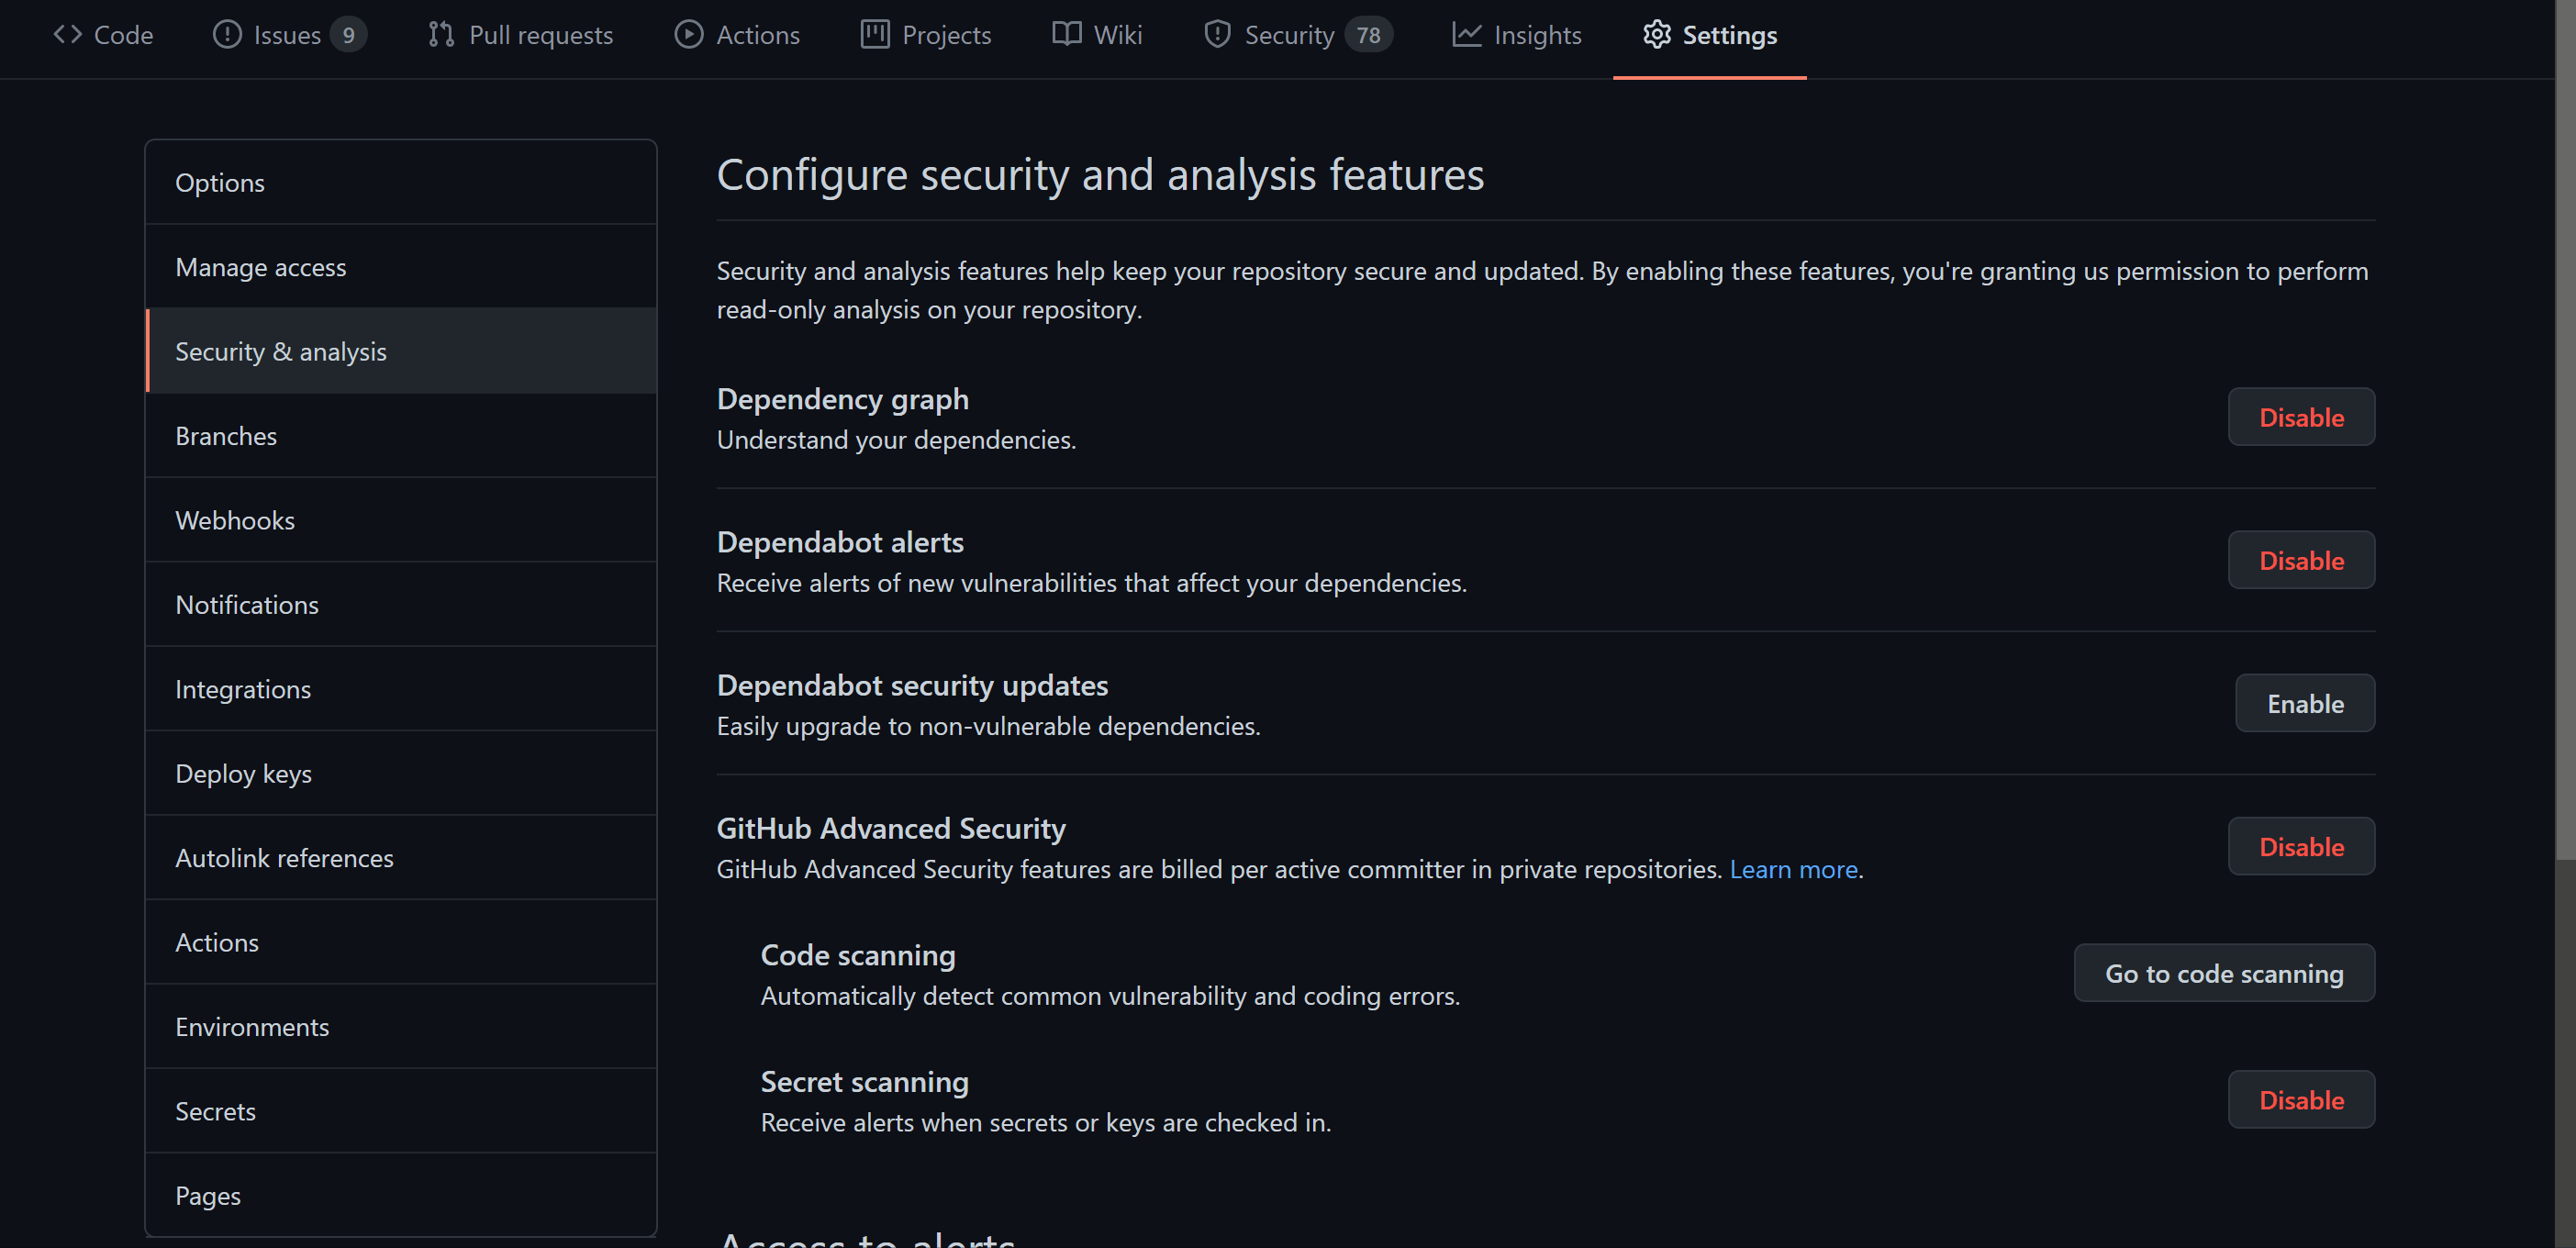 Code Issues 9 Pull requests Actions Projects Wiki Security 78 Insights Settings
Options
Manage access
Security & analysis
Branches
Webhooks
Notifications
Integrations
Deploy keys
Autolink references
Actions
Environments
Secrets
Pages
Configure security and analysis features
Security and analysis features help keep your repository secure and updated. By enabling these features, you're granting us permission to perform
read-only analysis on your repository.
Dependency graph
Understand your dependencies.
Disable
Dependabot alerts
Receive alerts of new vulnerabilities that affect your dependencies.
Disable
Dependabot security updates
Easily upgrade to non-vulnerable dependencies.
Enable
GitHub Advanced Security
GitHub Advanced Security features are billed per active committer in private repositories. Learn more.
Disable
Code scanning
Automatically detect common vulnerability and coding errors.
Go to code scanning
Secret scanning
Receive alerts when secrets or keys are checked in.
Disable
Access to alerts